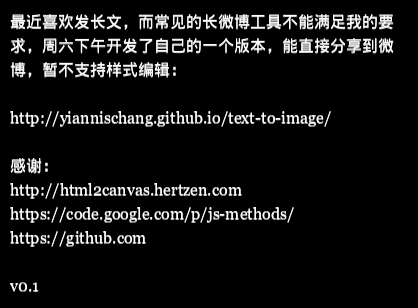 最近喜欢发长文，而常见的长微博工具不能满足我的要
求，周六下午开发了自己的一个版本，能直接分享到微
博，暂不支持样式编辑：
http://yiannischang.github.io/text-to-image/
感谢：
http://html2canvas.hertzen.com
https://code.google.com/p/js-methods/
https://github.com
v0.1